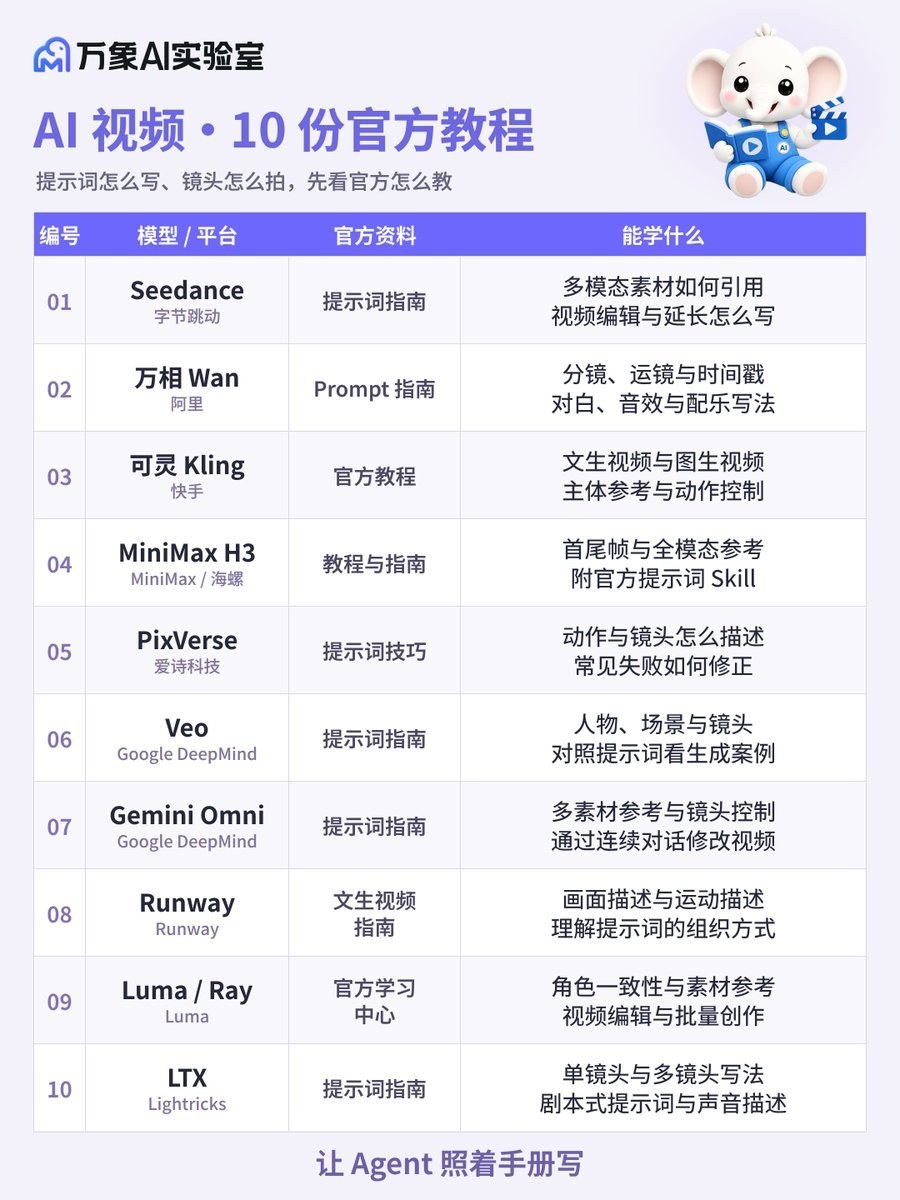 万象AI实验室
AI 视频·10 份官方教程
提示词怎么写、镜头怎么拍，先看官方怎么教
AI
编号 模型 / 平台 官方资料 能学什么
01 Seedance 字节跳动 提示词指南 多模态素材如何引用
视频编辑与延长怎么写
02 万相 Wan 阿里 Prompt 指南 分镜、运镜与时间戳
对白、音效与配乐写法
03 可灵 Kling 快手 官方教程 文生视频与图生视频
主体参考与动作控制
04 MiniMax H3 MiniMax / 海螺 教程与指南 首尾帧与全模态参考
附官方提示词 Skill
05 PixVerse 爱诗科技 提示词技巧 动作与镜头怎么描述
常见失败如何修正
06 Veo Google DeepMind 提示词指南 人物、场景与镜头
对照提示词看生成案例
07 Gemini Omni Google DeepMind 提示词指南 多素材参考与镜头控制
通过连续对话修改视频
08 Runway Runway 文生视频指南 画面描述与运动描述
理解提示词的组织方式
09 Luma / Ray Luma 官方学习中心 角色一致性与素材参考
视频编辑与批量创作
10 LTX Lightricks 提示词指南 单镜头与多镜头写法
剧本式提示词与声音描述
让 Agent 照着手册写